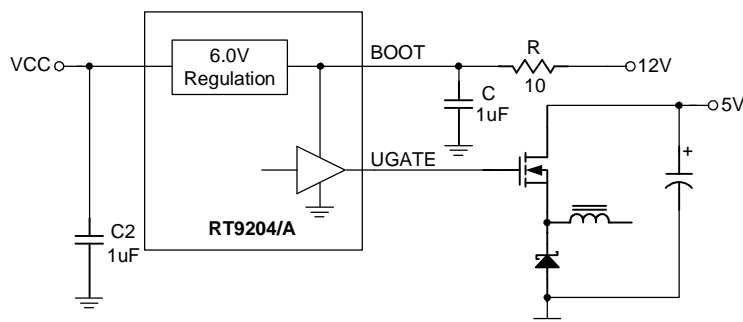 VCC
6.0V
Regulation
BOOT
R
10
12V
C
1uF
5V
+
UGATE
C2
1uF
RT9204/A